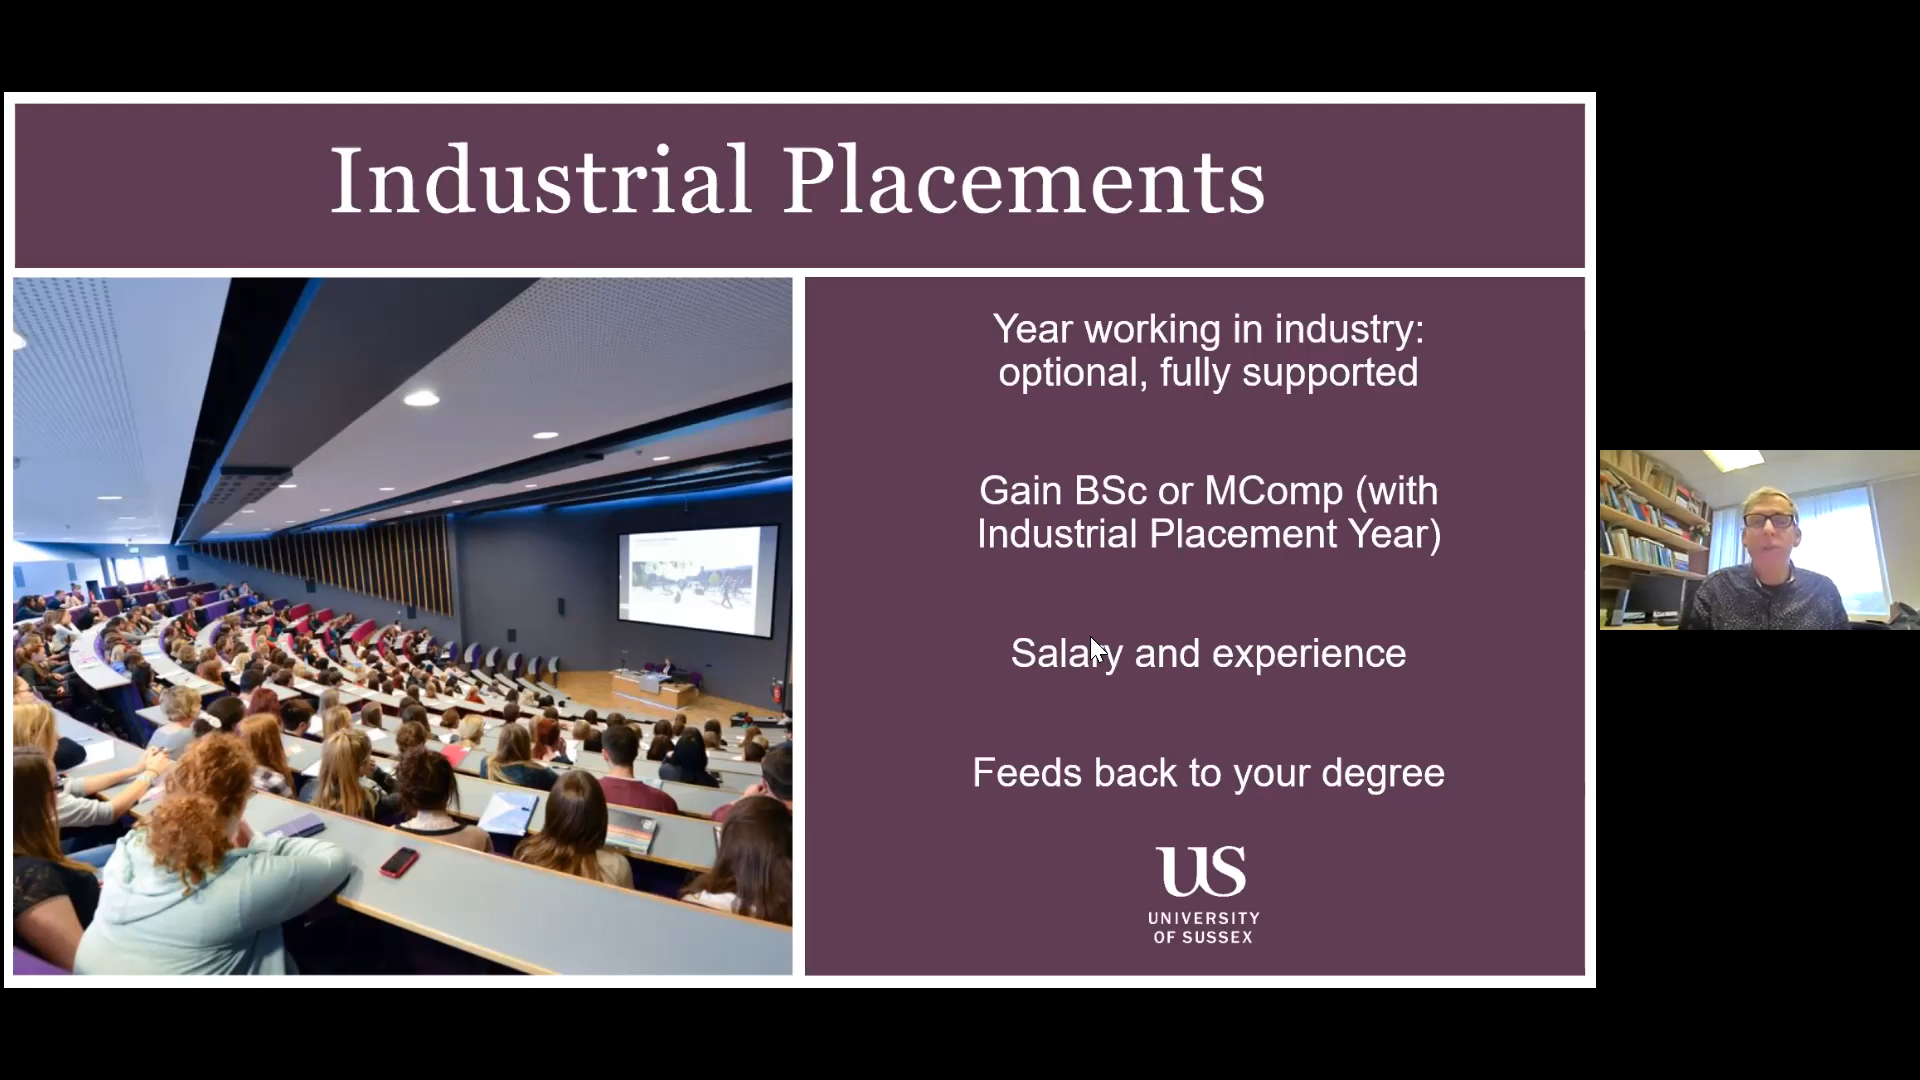 Industrial Placements
Year working in industry:
optional, fully supported
Gain BSc or MComp (with
Industrial Placement Year)
Salary and experience
Feeds back to your degree
US
UNIVERSITY
OF SUSSEX